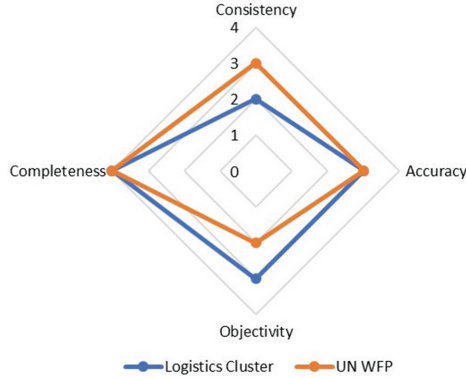 Consistency
4
3
2
1
0
Completeness
Accuracy
Objectivity
Logistics Cluster
UN WFP